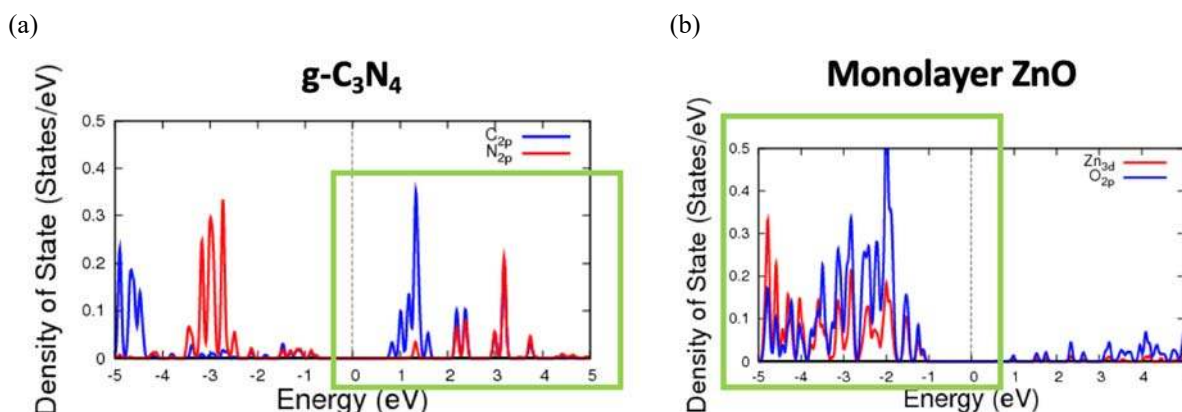 (a)
(b)
g-C₃N₄
Monolayer ZnO
Density of State (States/eV)
0.5
0.4
0.3
0.2
0.1
0
C2p
N2p
-5 -4 -3 -2 -1 0 1 2 3 4 5
Energy (eV)
Density of State (States/eV)
0.5
0.4
0.3
0.2
0.1
0
Zn3d
O2p
-5 -4 -3 -2 -1 0 1 2 3 4
Energy (eV)